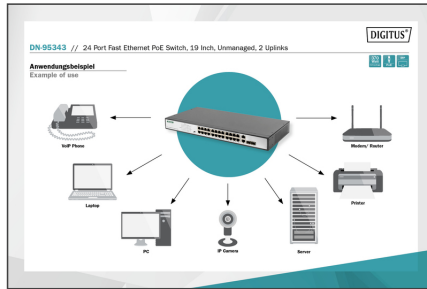 DIGITUS®
DN-95343 // 24 Port Fast Ethernet PoE Switch, 19 Inch, Unmanaged, 2 Uplinks
Anwendungsbeispiel
Example of use
VoIP Phone
Modem/ Router
Laptop
Printer
PC
IP Camera
Server